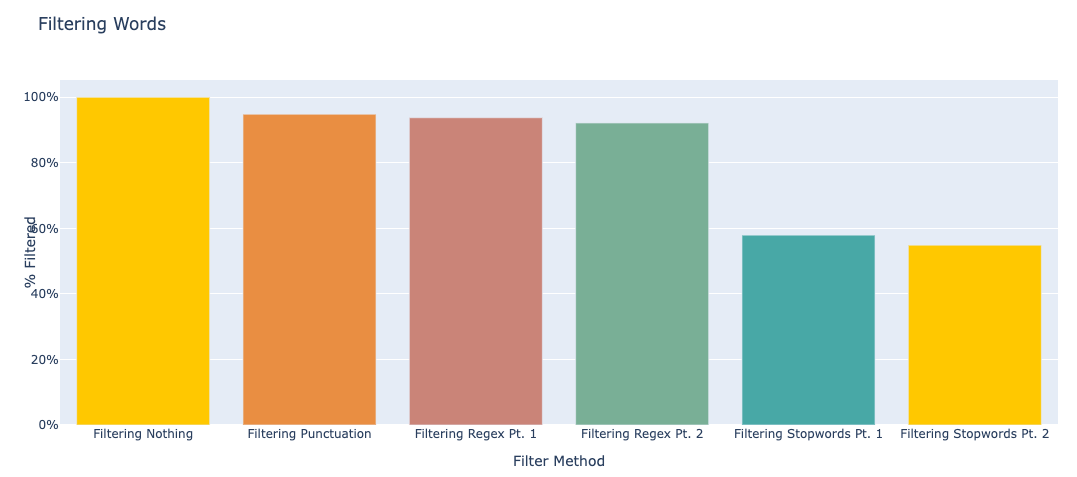 Filtering Words
100%
80%
60%
40%
20%
0%
% Filtered
Filtering Nothing
Filtering Punctuation
Filtering Regex Pt. 1
Filtering Regex Pt. 2
Filtering Stopwords Pt. 1
Filtering Stopwords Pt. 2
Filter Method